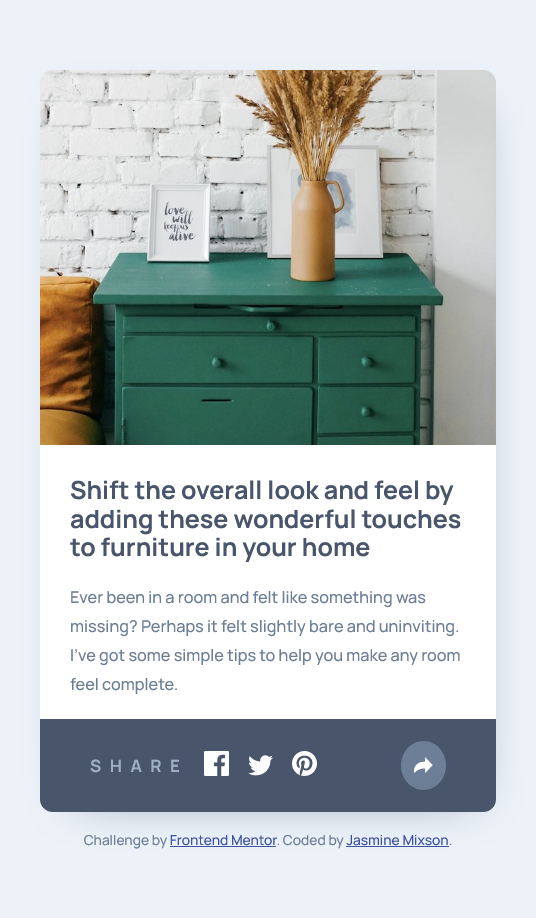 love
will
keep us
alive
Shift the overall look and feel by
adding these wonderful touches
to furniture in your home
Ever been in a room and felt like something was
missing? Perhaps it felt slightly bare and uninviting.
I've got some simple tips to help you make any room
feel complete.
SHARE
Challenge by Frontend Mentor. Coded by Jasmine Mixson.